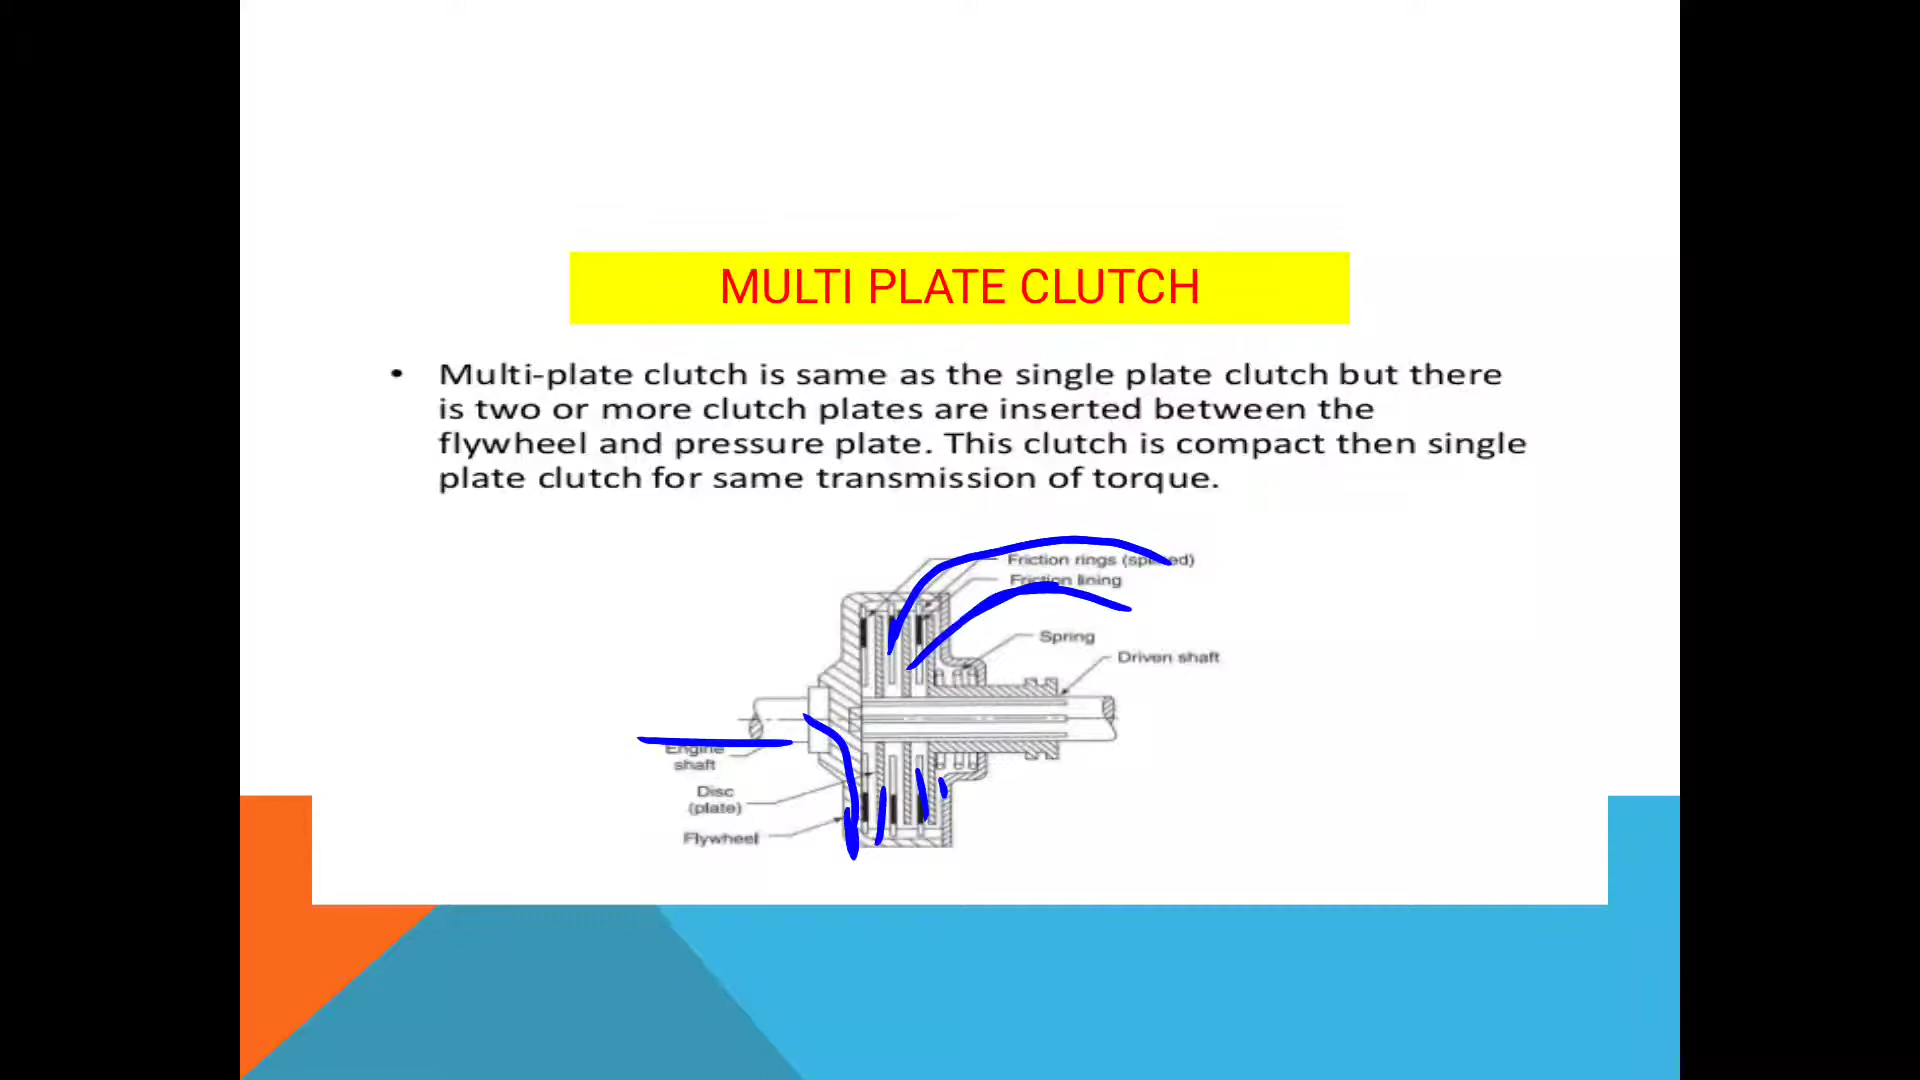 MULTI PLATE CLUTCH
• Multi-plate clutch is same as the single plate clutch but there
is two or more clutch plates are inserted between the
flywheel and pressure plate. This clutch is compact then single
plate clutch for same transmission of torque.
Friction rings (splined)
Friction lining
Spring
Driven shaft
Engine
shaft
Disc
(plate)
Flywheel